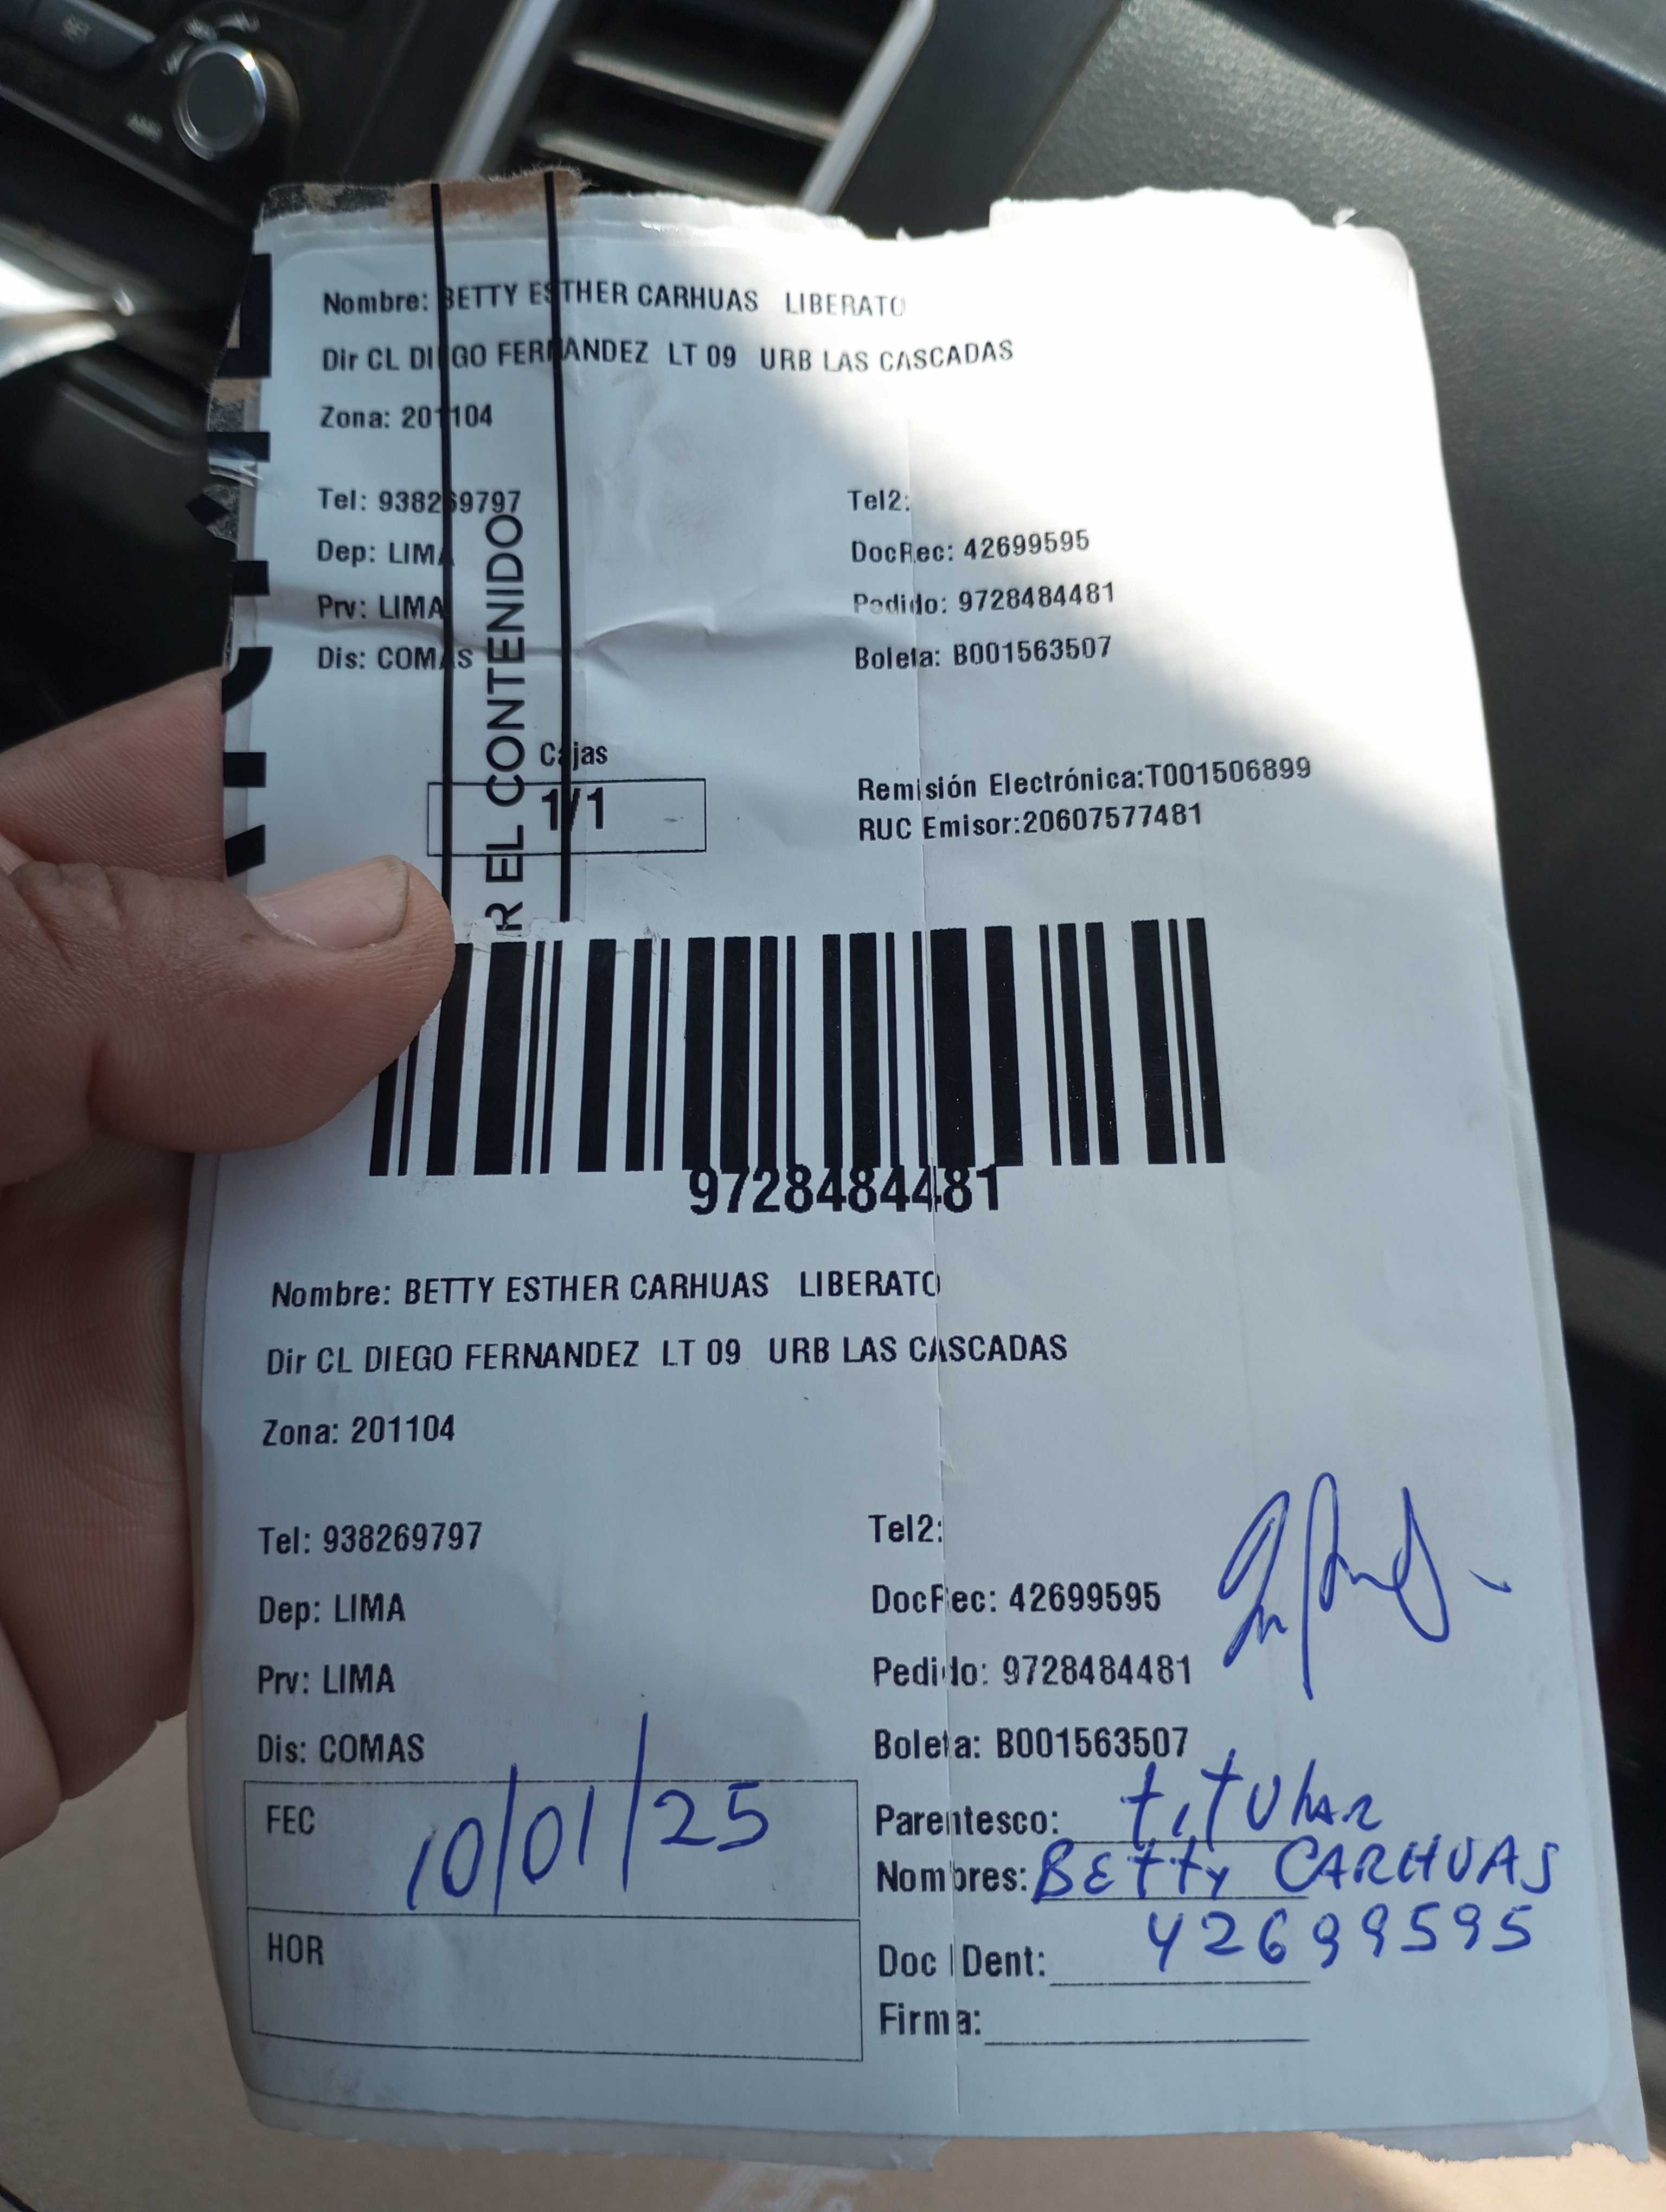 Nombre: BETTY ESTHER CARHUAS LIBERATO
Dir CL DIEGO FERNANDEZ LT 09 URB LAS CASCADAS
Zona: 201104
Tel: 938269797 Tel2:
Dep: LIMA DocRec: 42699595
Prv: LIMA Pedido: 9728484481
Dis: COMAS Boleta: B001563507
R EL CONTENIDO
Cajas
1/1
Remisión Electrónica:T001506899
RUC Emisor:20607577481
9728484481
Nombre: BETTY ESTHER CARHUAS LIBERATO
Dir CL DIEGO FERNANDEZ LT 09 URB LAS CASCADAS
Zona: 201104
Tel: 938269797 Tel2:
Dep: LIMA DocRec: 42699595
Prv: LIMA Pedido: 9728484481
Dis: COMAS Boleta: B001563507
FEC 10/01/25 Parentesco: titular
Nombres: Betty CARHUAS
HOR Doc IDent: 42699595
Firma: